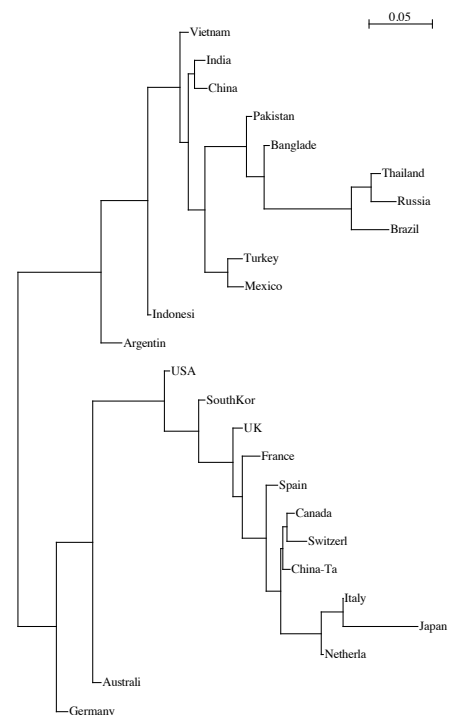 0.05
Vietnam
India
China
Pakistan
Banglade
Thailand
Russia
Brazil
Turkey
Mexico
Indonesi
Argentin
USA
SouthKor
UK
France
Spain
Canada
Switzerl
China-Ta
Italy
Japan
Netherla
Australi
Germany